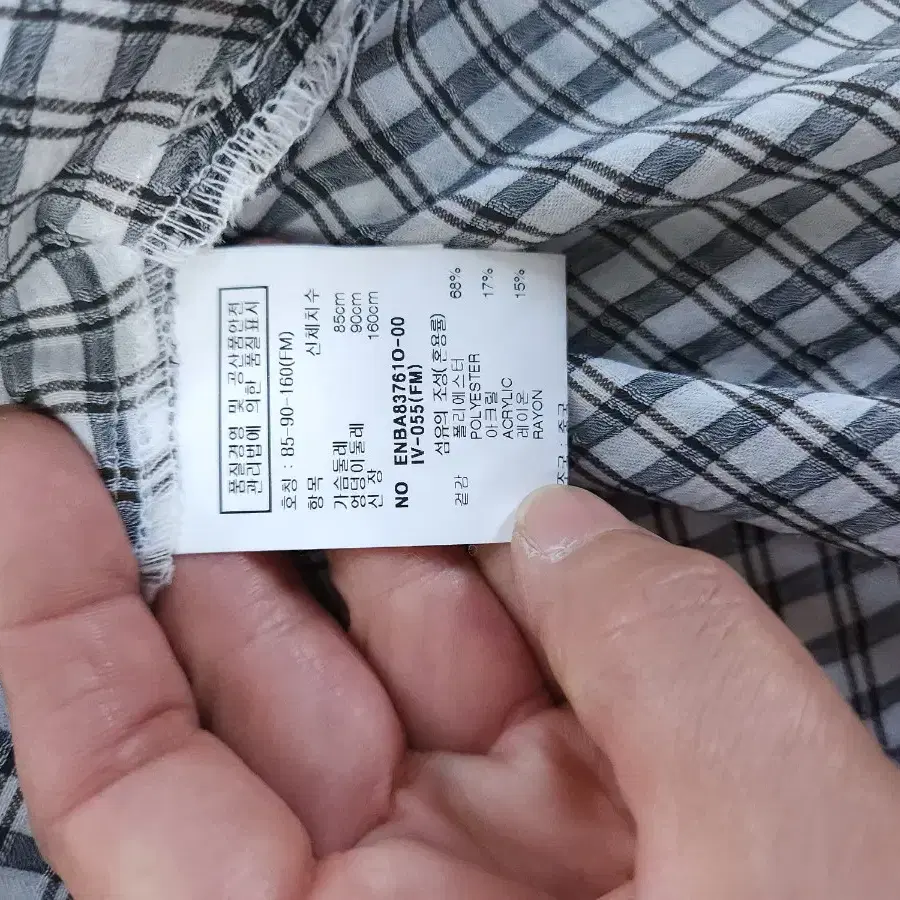 품질경영 및 공산품안전
관리법에 의한 품질표시
호칭 : 85-90-160(FM)
항목 신체치수
가슴둘레 85cm
엉덩이둘레 90cm
신장 160cm
NO ENBA83761O-00
IV-055(FM)
섬유의 조성(혼용률)
겉감 폴리에스터 68%
POLYESTER
아크릴 17%
ACRYLIC
레이온 15%
RAYON